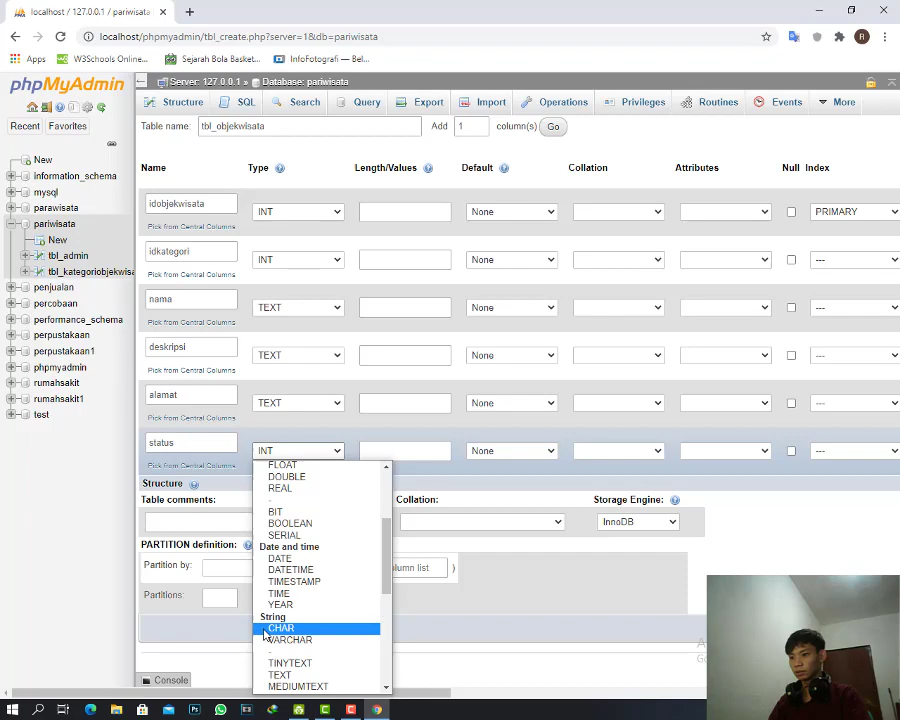 localhost / 127.0.0.1 / pariwisata
localhost/phpmyadmin/tbl_create.php?server=1&db=pariwisata
R
Apps
W3Schools Onlin...
Sejarah Bola Basket...
InfoFotografi — Bel...
phpMyAdmin
Recent
Favorites
New
information_schema
mysql
parawisata
pariwisata
New
tbl_admin
tbl_kategoriobjekwisa
penjualan
percobaan
performance_schema
perpustakaan
perpustakaan1
phpmyadmin
rumahsakit
rumahsakit1
test
Server: 127.0.0.1 » Database: pariwisata
Structure SQL Search Query Export Import Operations Privileges Routines Events More
Table name: tbl_objekwisata Add 1 column(s) Go
Name Type Length/Values Default Collation Attributes Null Index
idobjekwisata INT None PRIMARY
Pick from Central Columns
idkategori INT None ---
Pick from Central Columns
nama TEXT None ---
Pick from Central Columns
deskripsi TEXT None ---
Pick from Central Columns
alamat TEXT None ---
Pick from Central Columns
status INT None ---
Pick from Central Columns
FLOAT
DOUBLE
REAL
-
BIT
BOOLEAN
SERIAL
Date and time
DATE
DATETIME
TIMESTAMP
TIME
YEAR
String
CHAR
VARCHAR
-
TINYTEXT
TEXT
MEDIUMTEXT
Structure
Table comments: Collation: Storage Engine:
InnoDB
PARTITION definition:
Partition by: olumn list )
Partitions:
Console